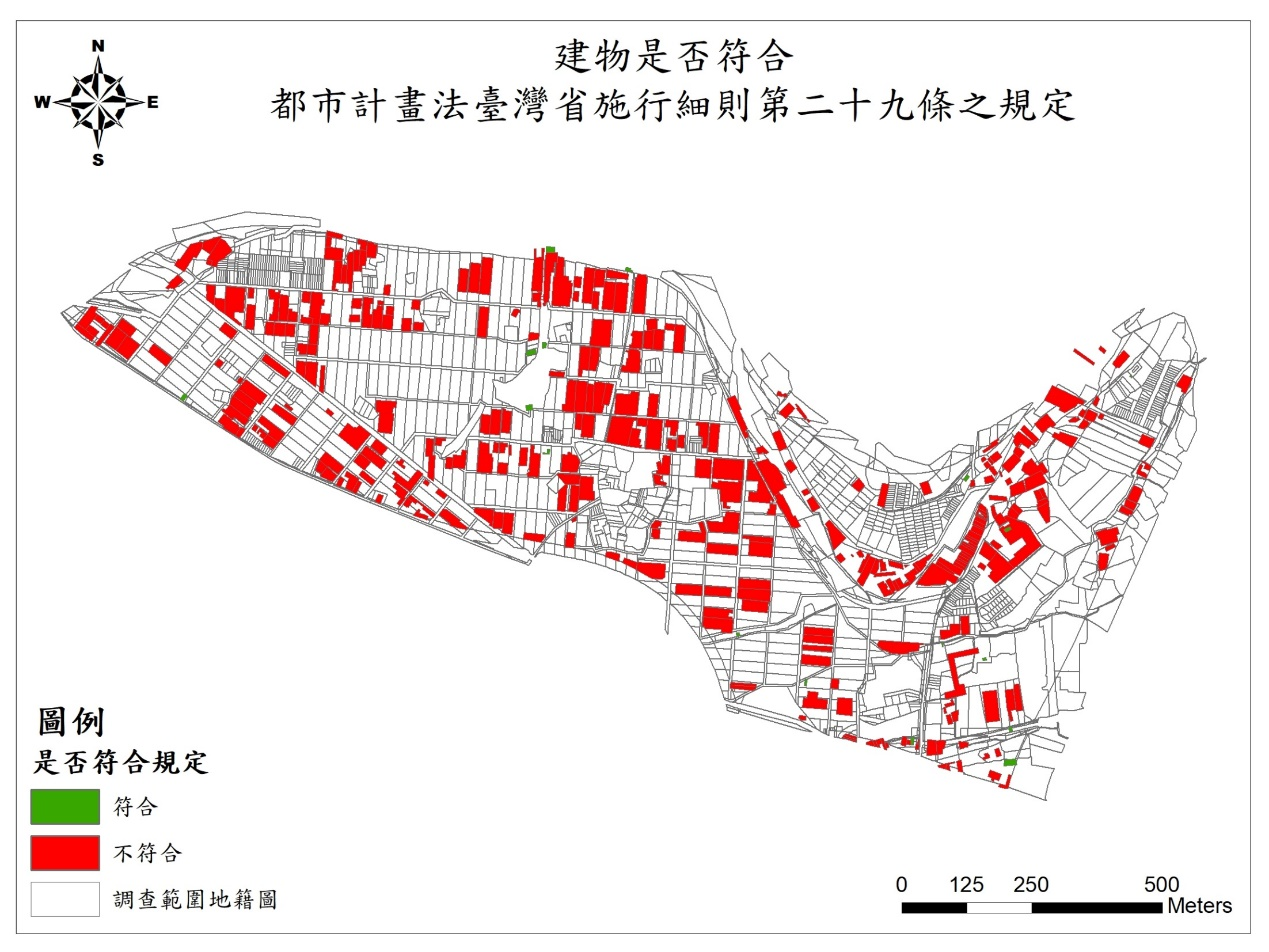 N
W E
S
建物是否符合
都市計畫法臺灣省施行細則第二十九條之規定
圖例
是否符合規定
符合
不符合
調查範圍地籍圖
0 125 250 500
Meters